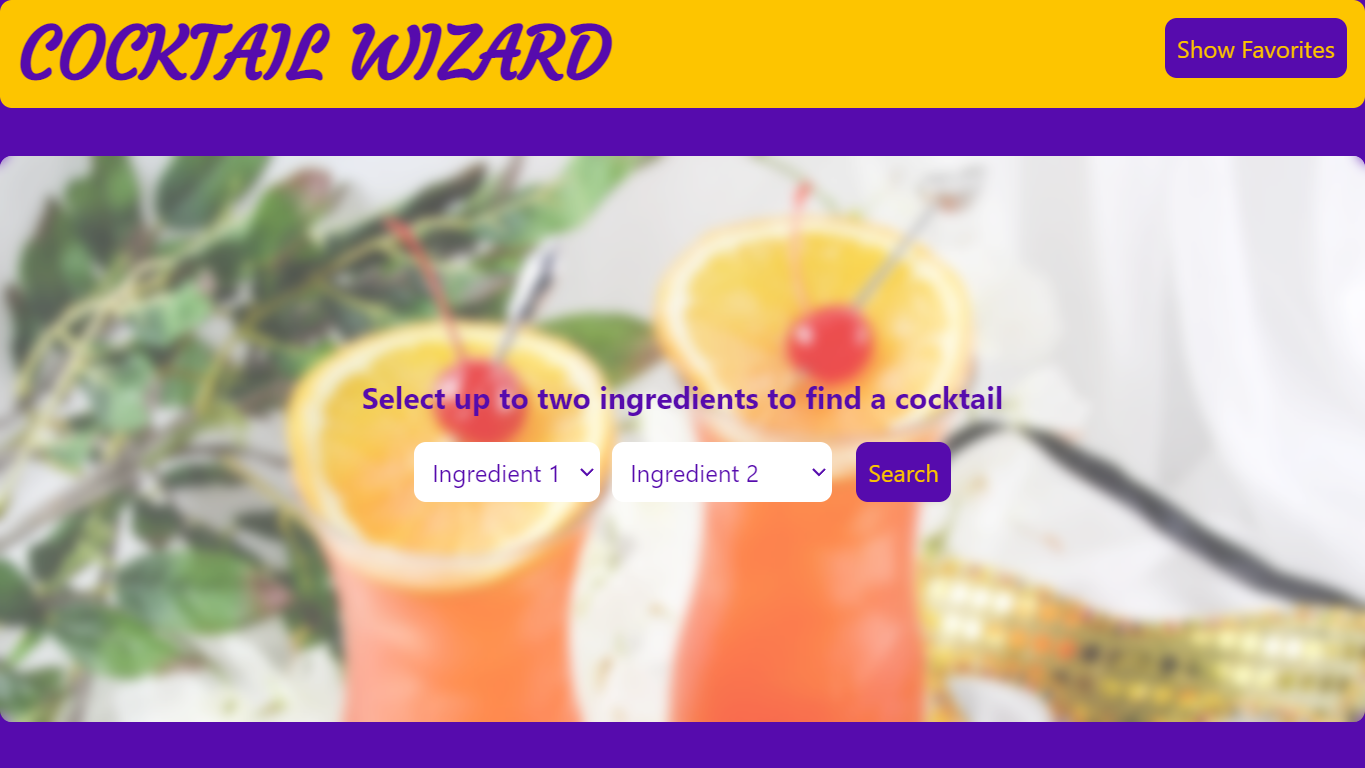 COCKTAIL WIZARD
Show Favorites
Select up to two ingredients to find a cocktail
Ingredient 1
Ingredient 2
Search